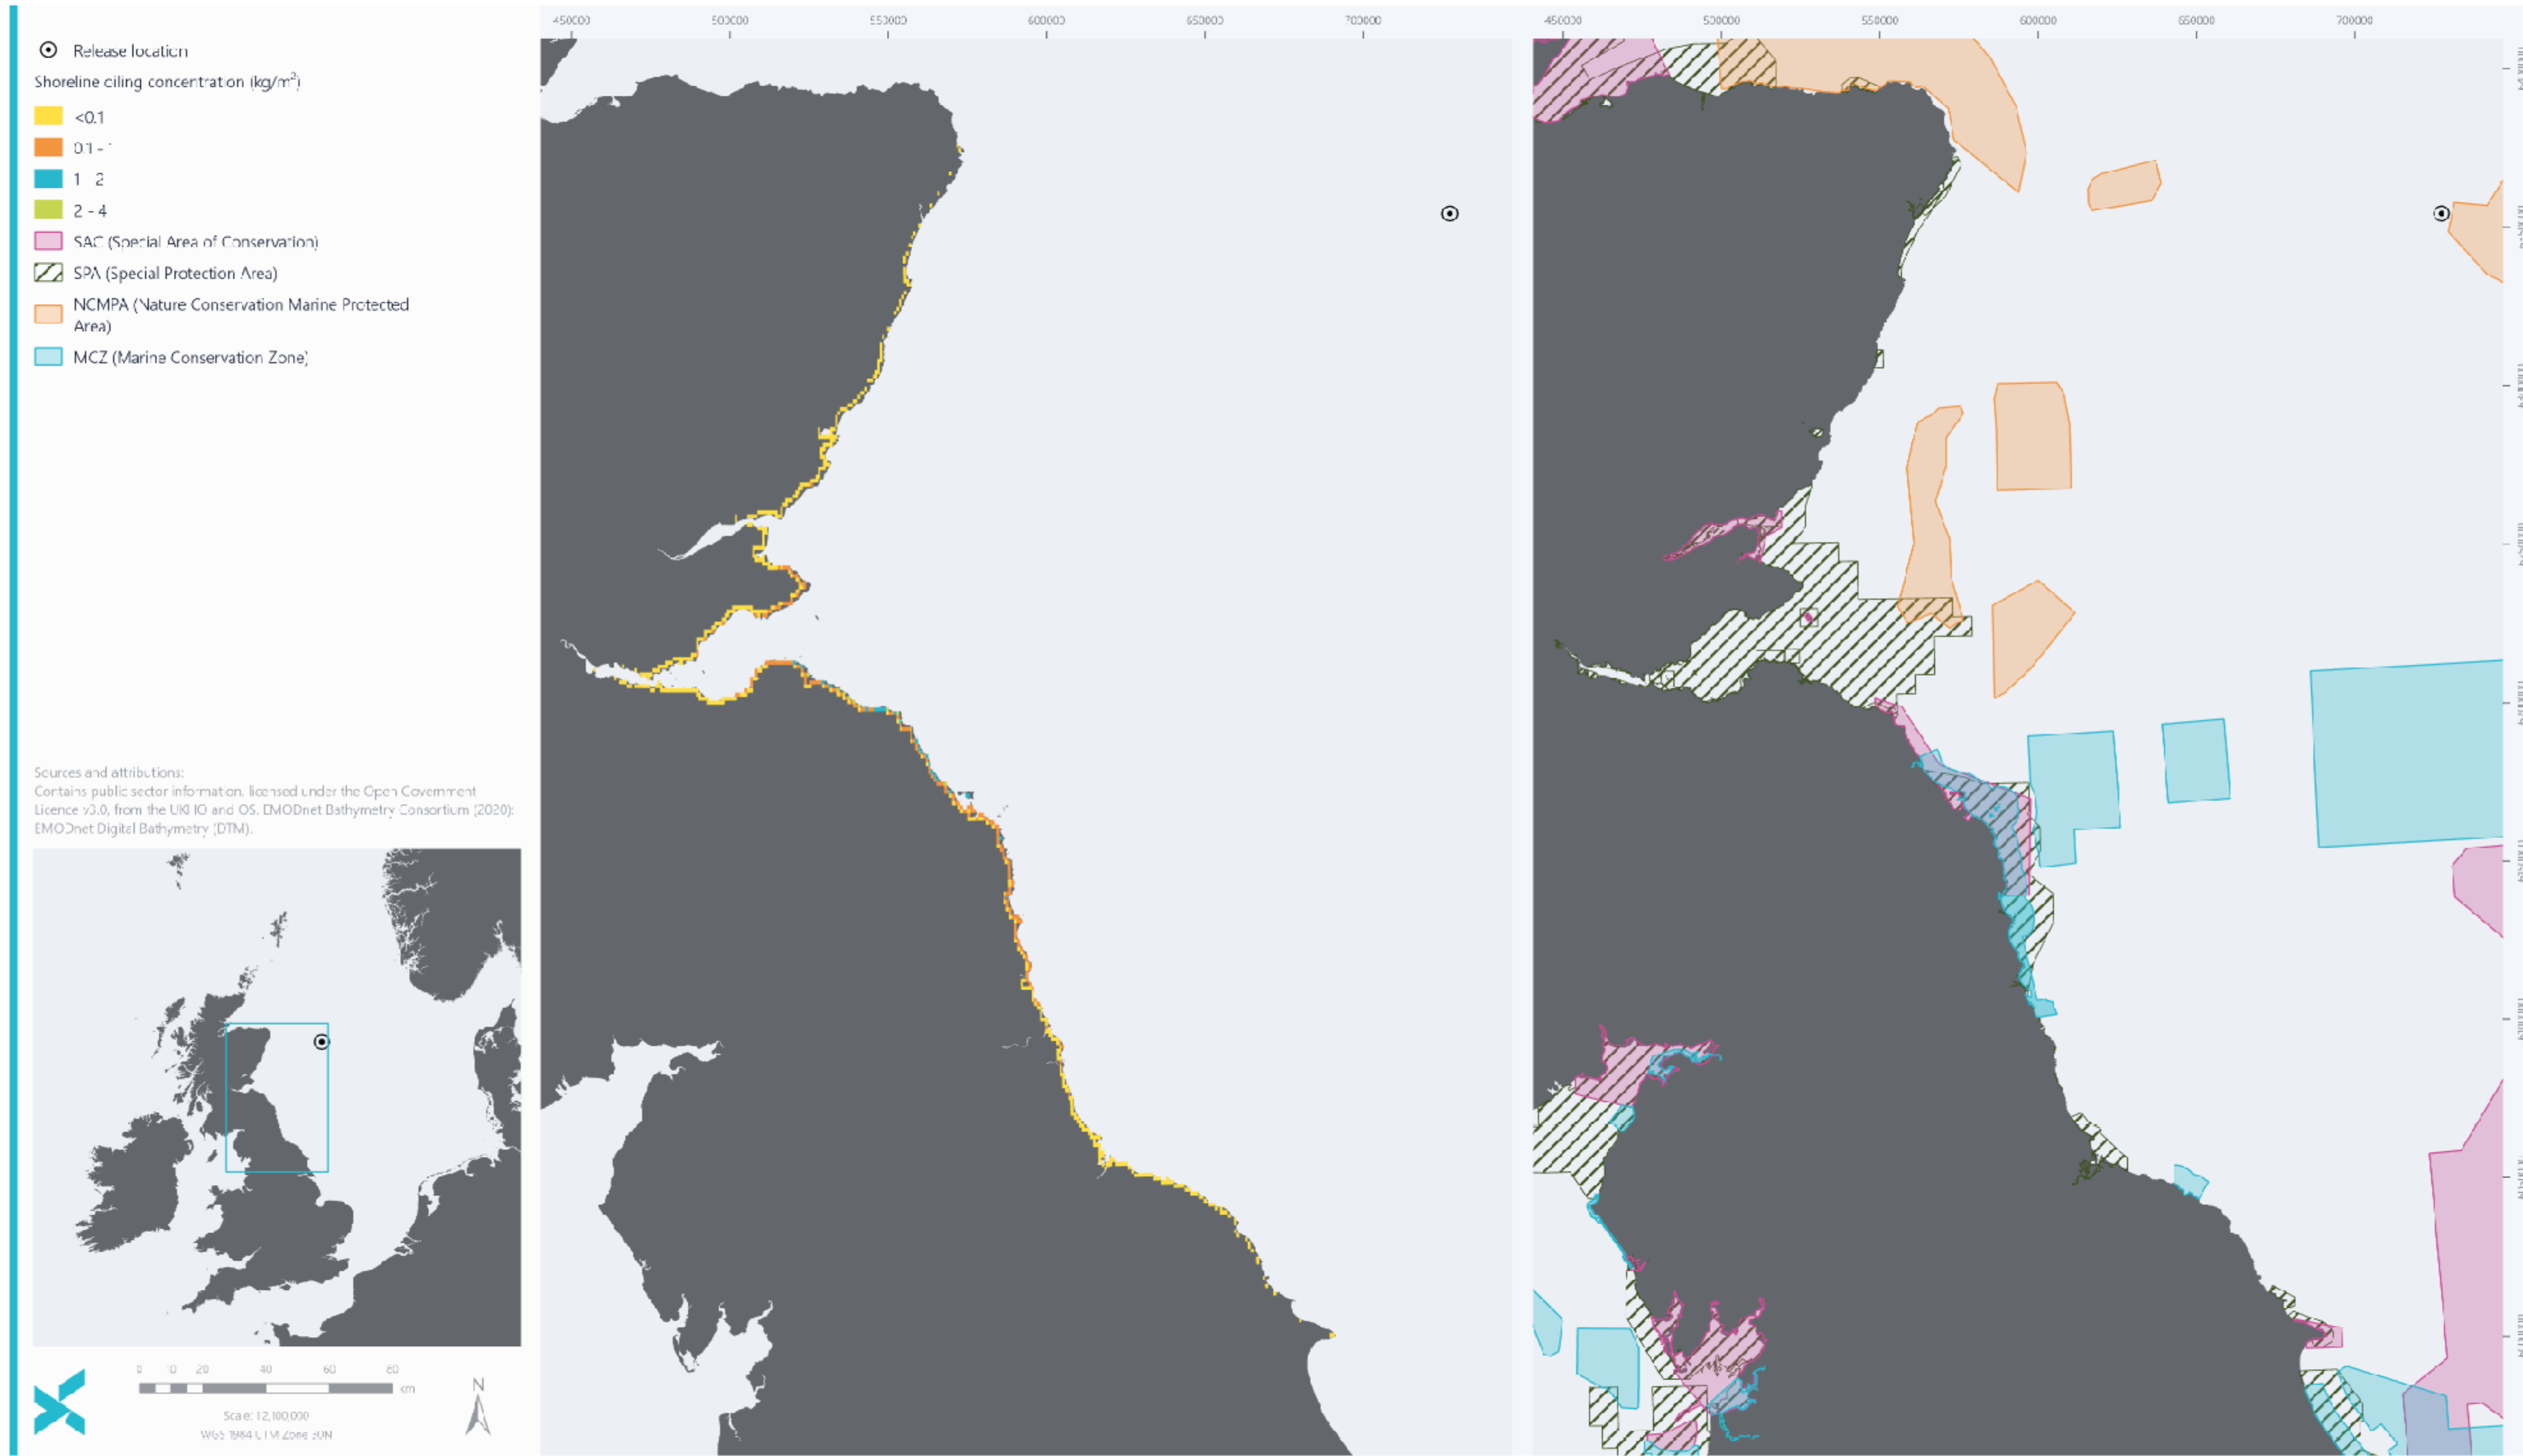 450000 500000 550000 600000 650000 700000
450000 500000 550000 600000 650000 700000
Release location
Shoreline ciling concentration (kg/m²)
<0.1
0.1 -
1 2
2 - 4
SAC (Special Area of Conservation)
SPA (Special Protection Area)
NCMPA (Nature Conservation Marine Protected
Area)
MCZ (Marine Conservation Zone)
Sources and attributions:
Contains public sector information, licensed under the Open Government
Licence v3.0, from the UKHO and OS. EMODnet Bathymetry Consortium (2020):
EMODnet Digital Bathymetry (DTM).
0 10 20 40 60 80
N
Scale: 12,100,000
WGS 1984 UTM Zone 30N